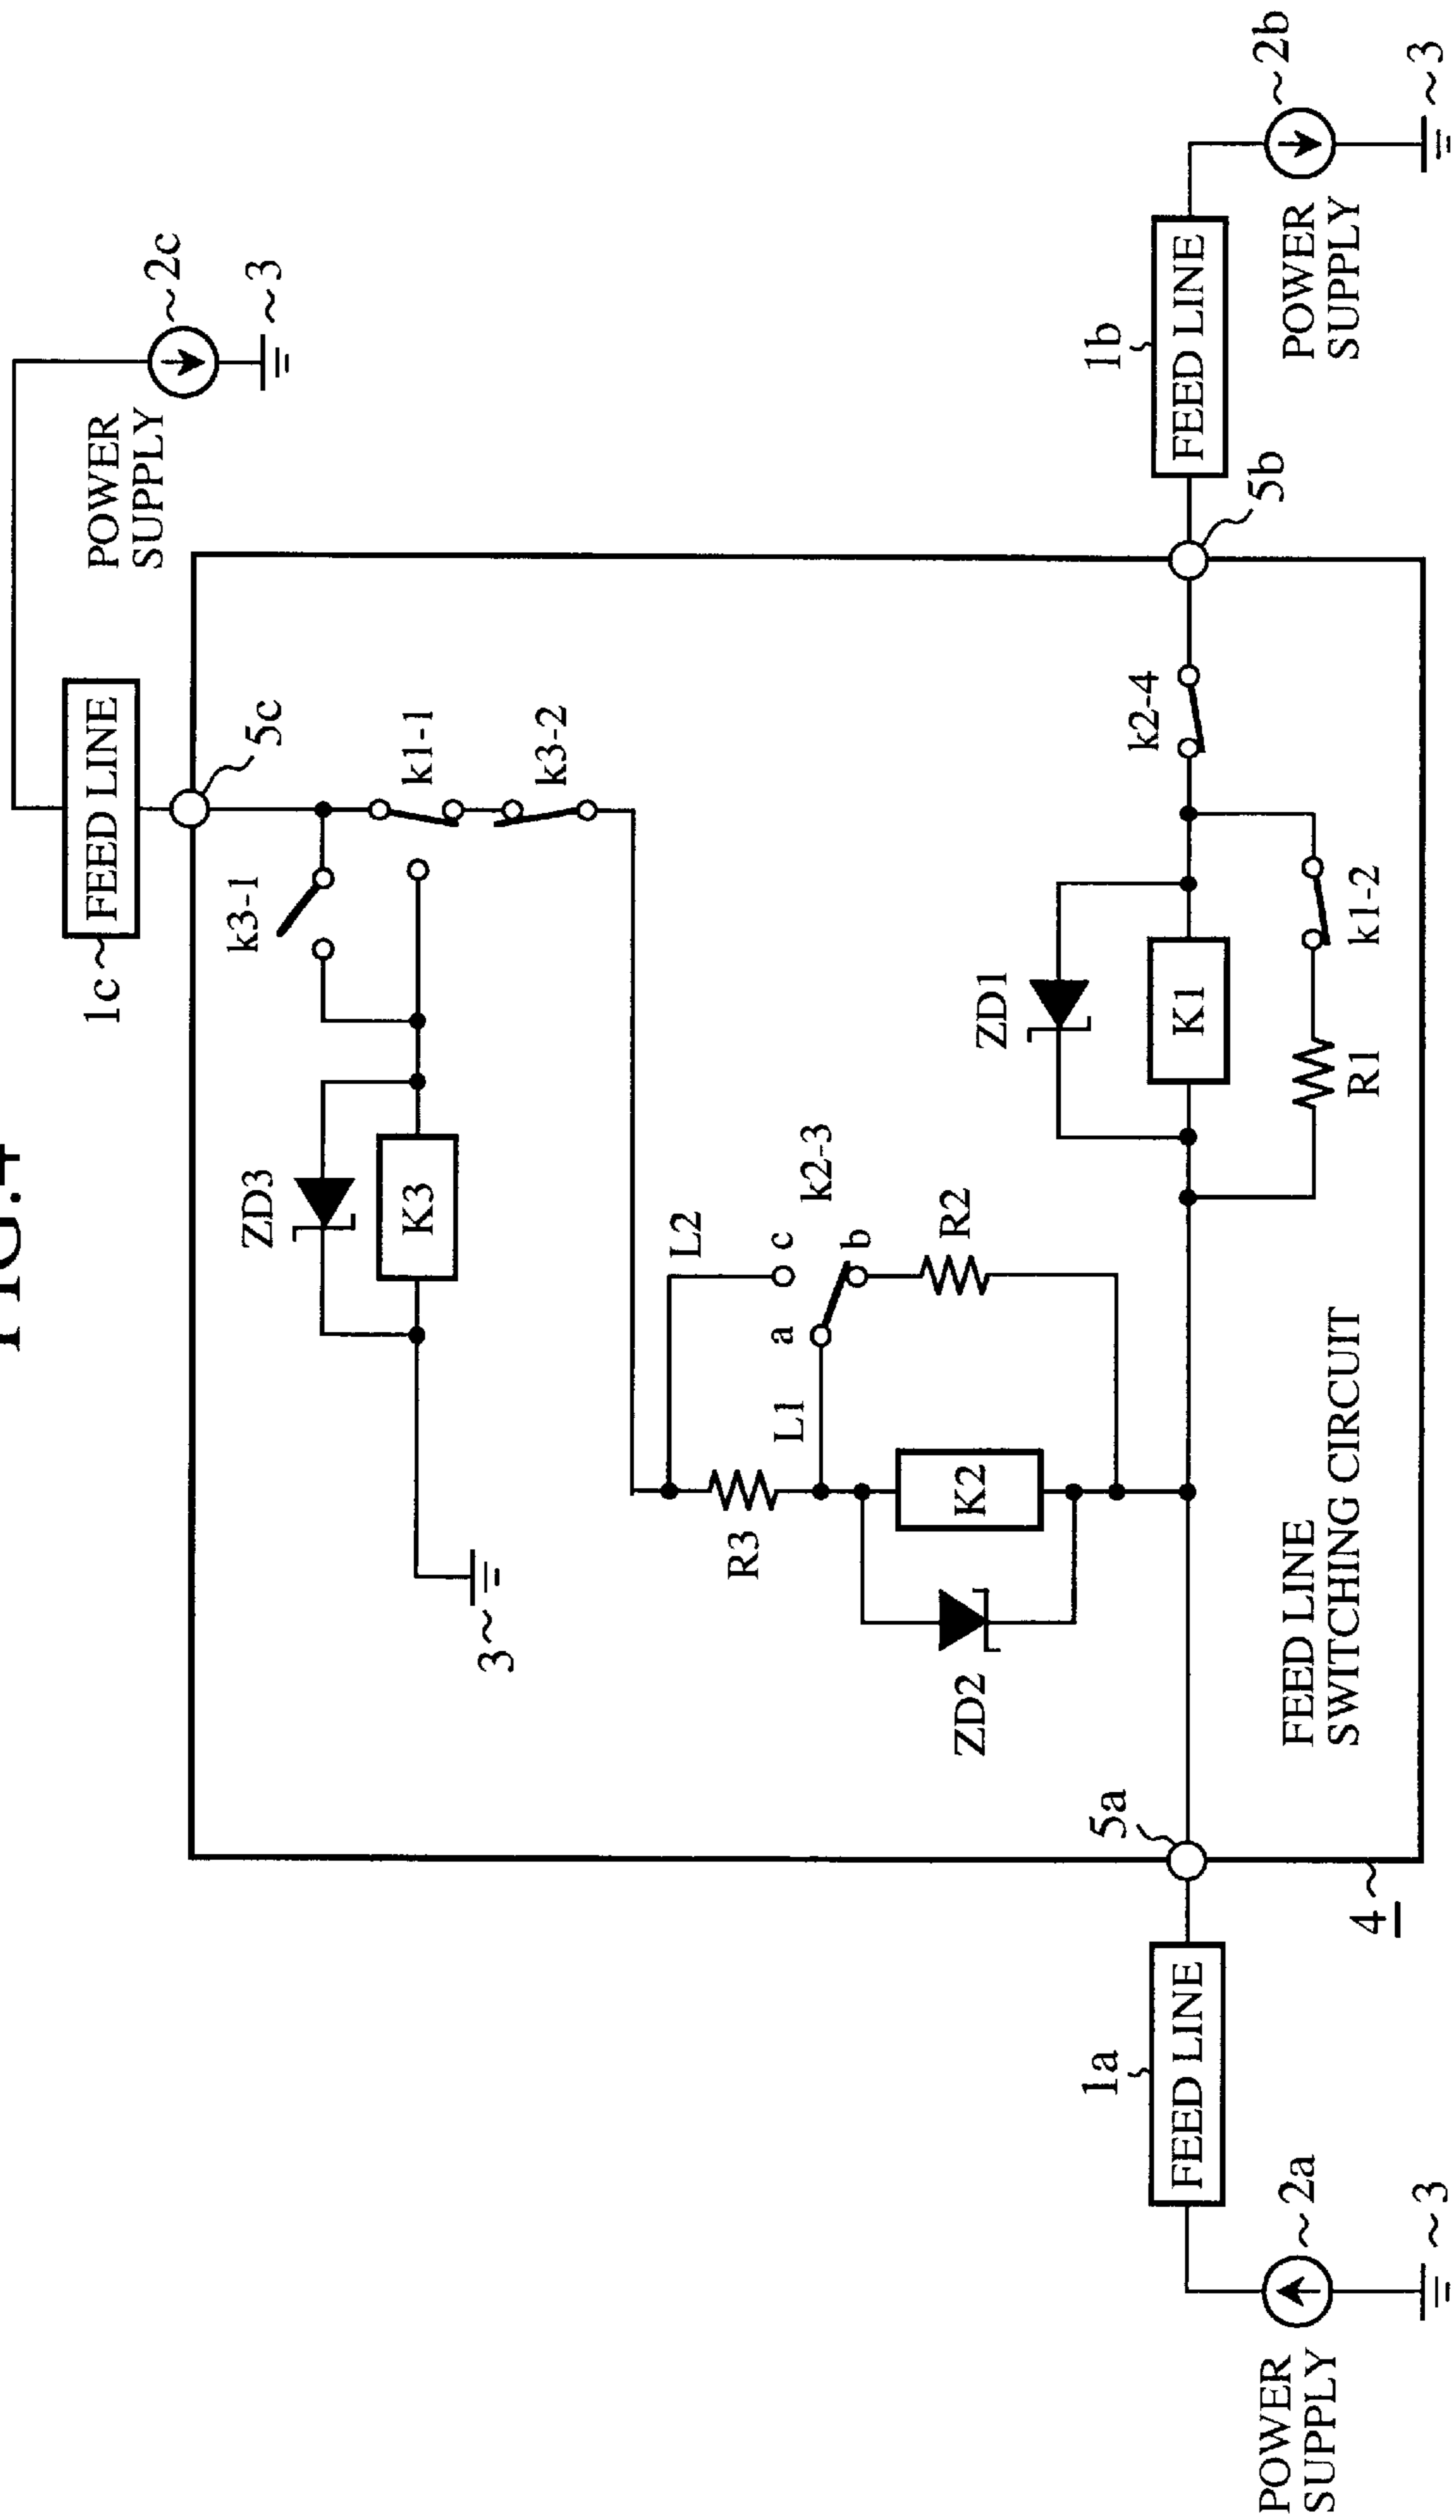 FIG.4
1c
FEED LINE
POWER
SUPPLY
2c
3
5c
k3-1
k1-1
k3-2
ZD3
K3
3
L2
R3
L1
a
c
b
k2-3
R2
K2
ZD2
ZD1
K1
k1-2
R1
k2-4
5b
1b
FEED LINE
2b
POWER
SUPPLY
3
5a
FEED LINE
SWITCHING CIRCUIT
4
1a
FEED LINE
2a
POWER
SUPPLY
3